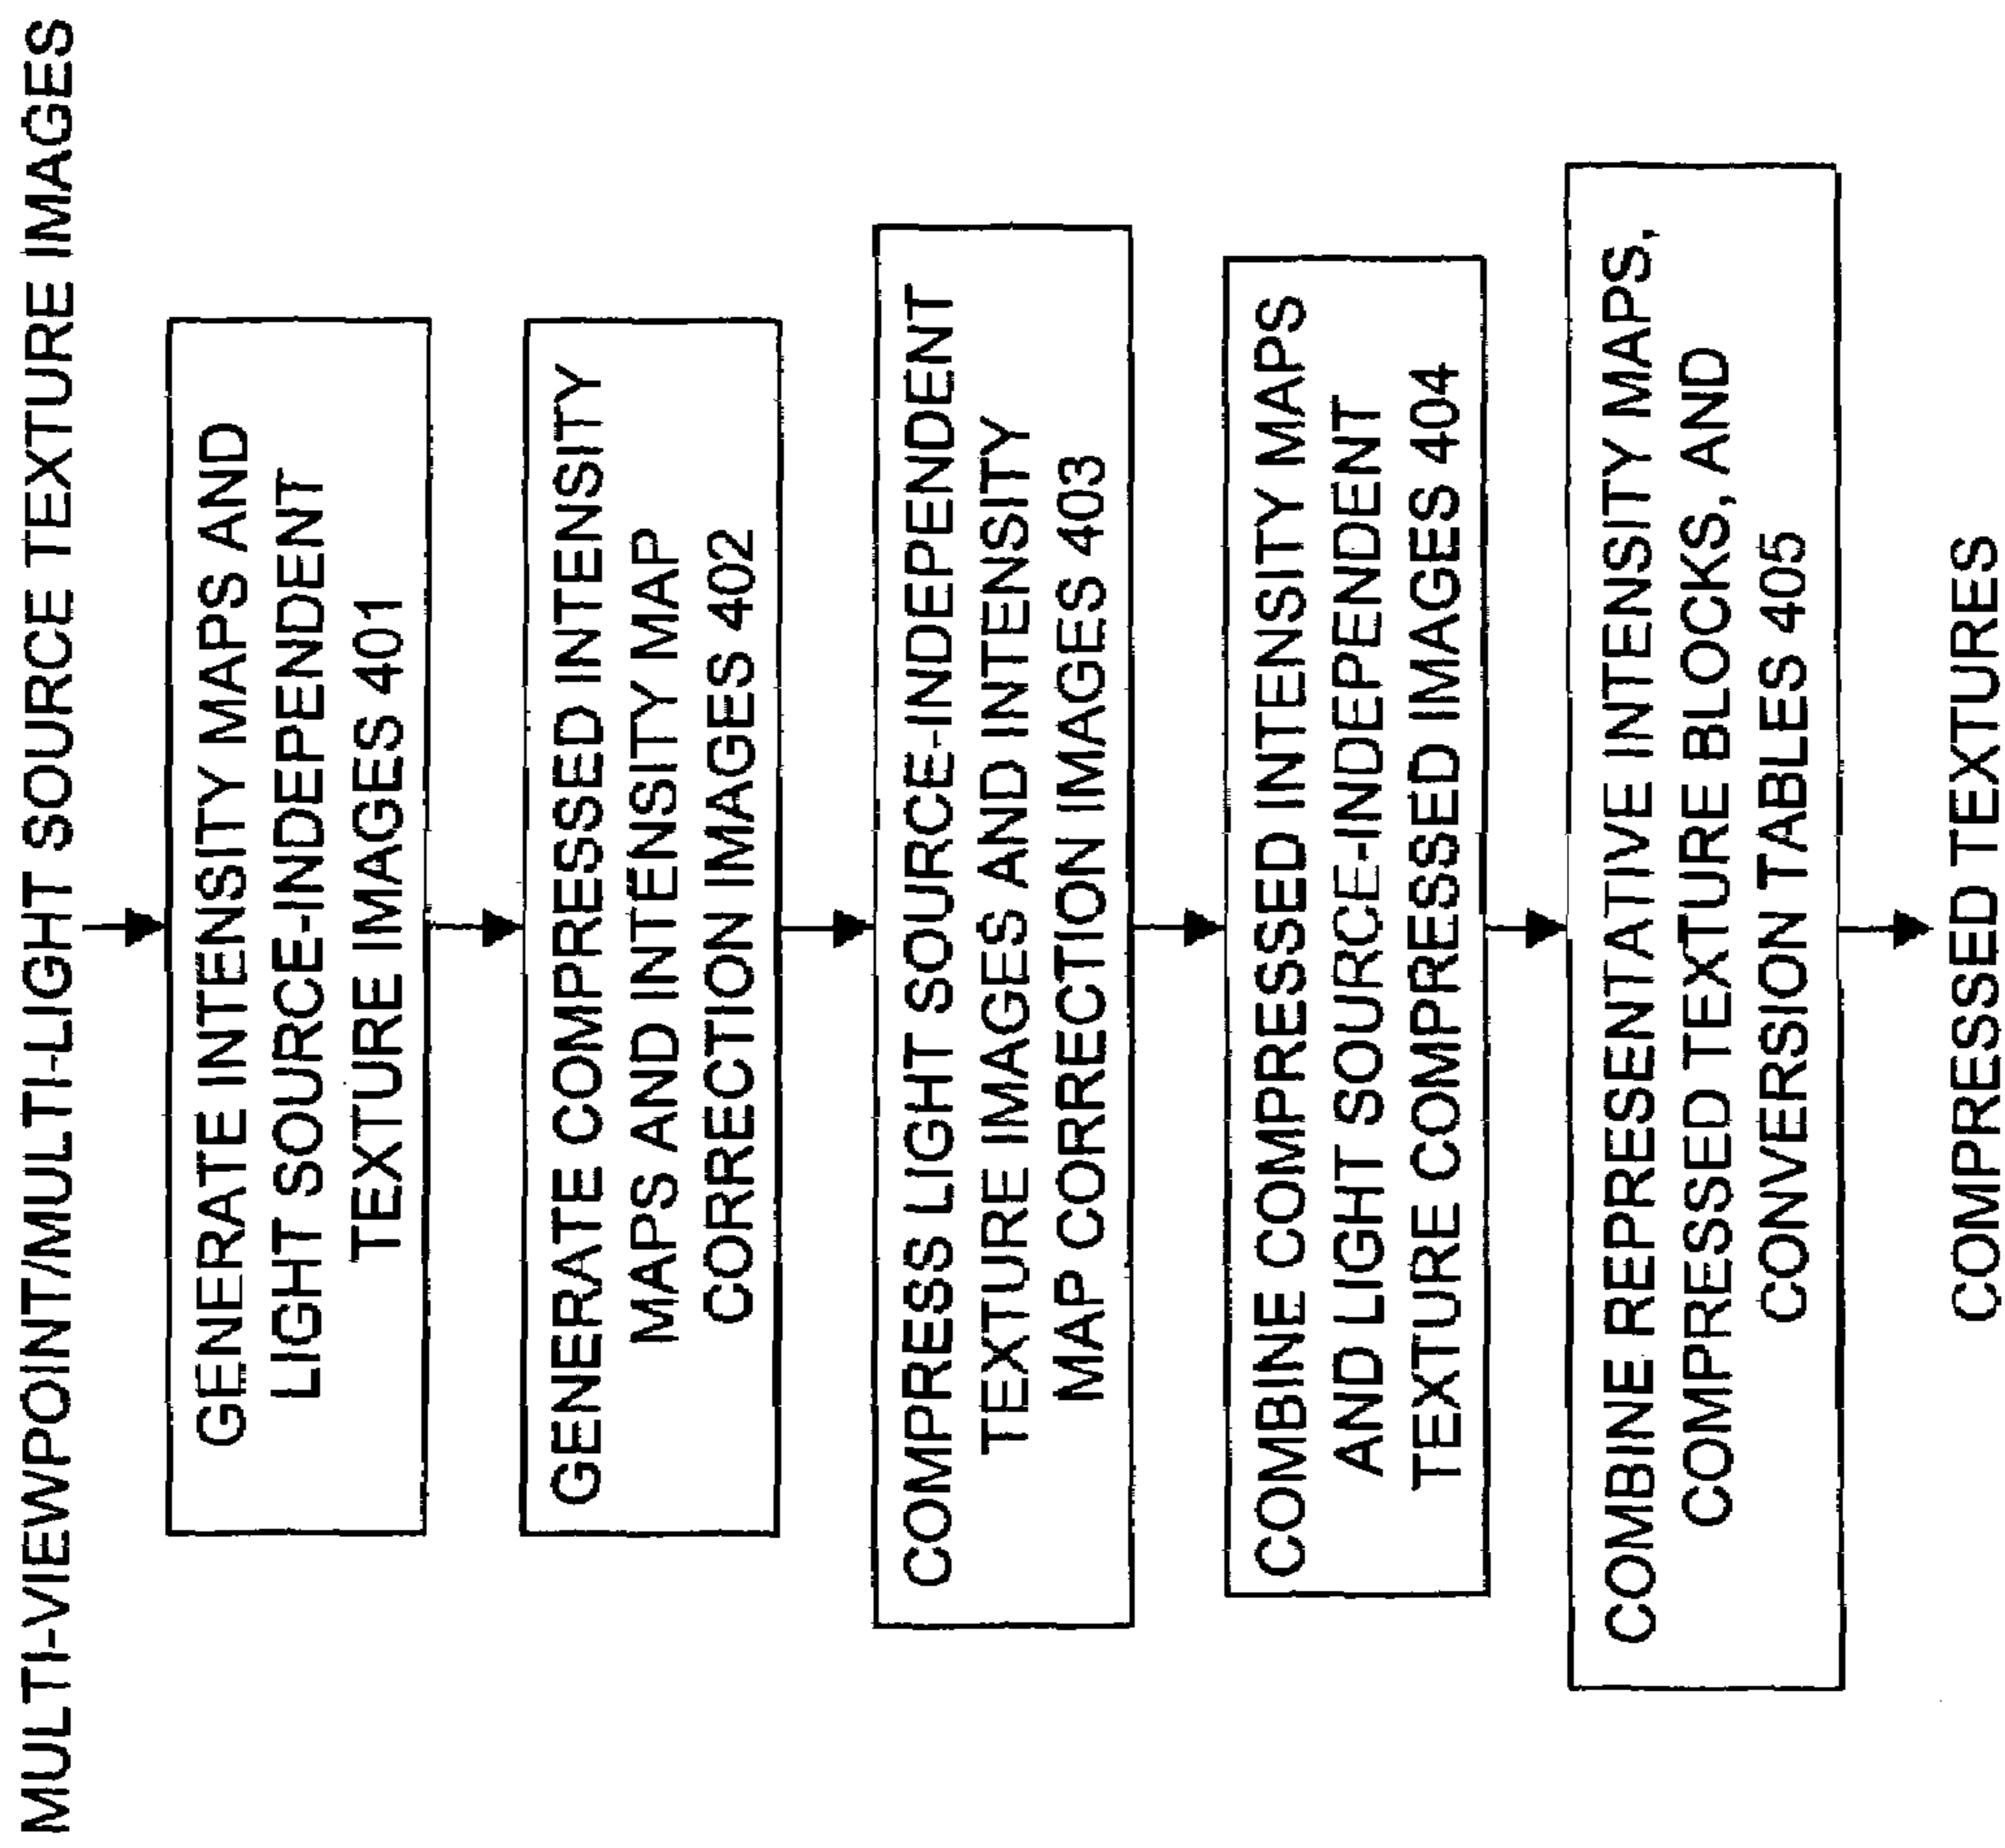 MULTI-VIEWPOINT/MULTI-LIGHT SOURCE TEXTURE IMAGES
GENERATE INTENSITY MAPS AND
LIGHT SOURCE-INDEPENDENT
TEXTURE IMAGES 401
GENERATE COMPRESSED INTENSITY
MAPS AND INTENSITY MAP
CORRECTION IMAGES 402
COMPRESS LIGHT SOURCE-INDEPENDENT
TEXTURE IMAGES AND INTENSITY
MAP CORRECTION IMAGES 403
COMBINE COMPRESSED INTENSITY MAPS
AND LIGHT SOURCE-INDEPENDENT
TEXTURE COMPRESSED IMAGES 404
COMBINE REPRESENTATIVE INTENSITY MAPS,
COMPRESSED TEXTURE BLOCKS, AND
CONVERSION TABLES 405
COMPRESSED TEXTURES